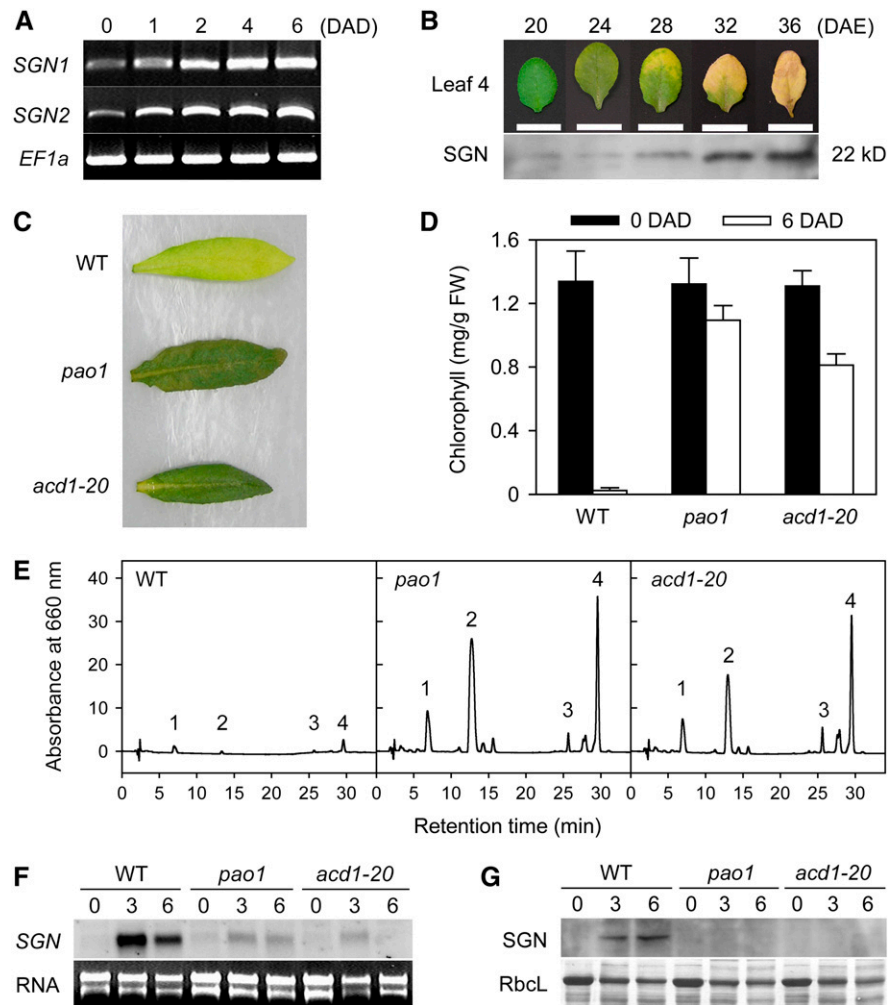 A
0 1 2 4 6 (DAD)
SGN1
SGN2
EF1a
B
20 24 28 32 36 (DAE)
Leaf 4
SGN 22 kD
C
WT
pao1
acd1-20
D
0 DAD 6 DAD
Chlorophyll (mg/g FW)
1.6
1.2
0.8
0.4
0
WT pao1 acd1-20
E
Absorbance at 660 nm
40
30
20
10
0
WT
1 2 3 4
pao1
1 2 3 4
acd1-20
1 2 3 4
0 5 10 15 20 25 30 0 5 10 15 20 25 30 0 5 10 15 20 25 30
Retention time (min)
F
WT pao1 acd1-20
0 3 6 0 3 6 0 3 6
SGN
RNA
G
WT pao1 acd1-20
0 3 6 0 3 6 0 3 6
SGN
RbcL